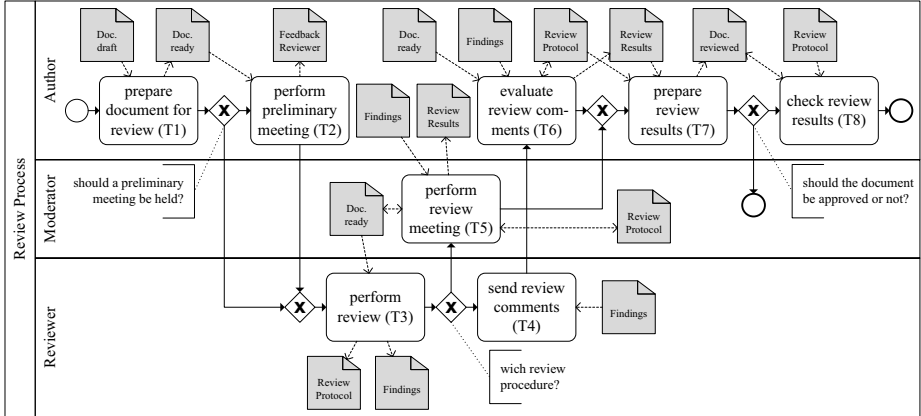 Review Process
Author
Doc.
draft
Doc.
ready
Feedback
Reviewer
Doc.
ready
Findings
Review
Protocol
Review
Results
Doc.
reviewed
Review
Protocol
prepare
document for
review (T1)
X
perform
preliminary
meeting (T2)
Findings
Review
Results
evaluate
review com-
ments (T6)
X
prepare
review
results (T7)
X
check review
results (T8)
Moderator
should a preliminary
meeting be held?
Doc.
ready
perform
review
meeting (T5)
Review
Protocol
should the document
be approved or not?
Reviewer
X
perform
review (T3)
X
send review
comments
(T4)
Findings
Review
Protocol
Findings
wich review
procedure?